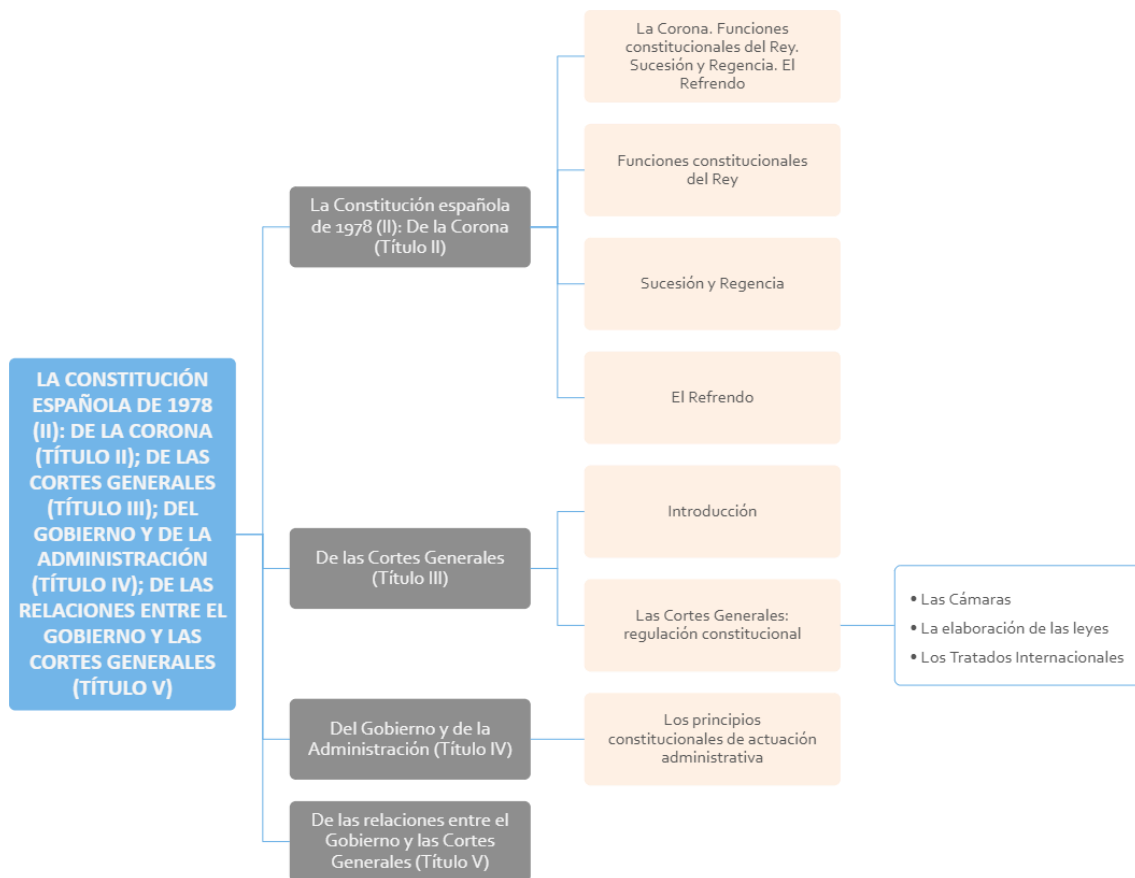 LA CONSTITUCIÓN
ESPAÑOLA DE 1978
(II): DE LA CORONA
(TÍTULO II); DE LAS
CORTES GENERALES
(TÍTULO III); DEL
GOBIERNO Y DE LA
ADMINISTRACIÓN
(TÍTULO IV); DE LAS
RELACIONES ENTRE EL
GOBIERNO Y LAS
CORTES GENERALES
(TÍTULO V)
La Constitución española
de 1978 (II): De la Corona
(Título II)
La Corona. Funciones
constitucionales del Rey.
Sucesión y Regencia. El
Refrendo
Funciones constitucionales
del Rey
Sucesión y Regencia
El Refrendo
De las Cortes Generales
(Título III)
Introducción
Las Cortes Generales:
regulación constitucional
• Las Cámaras
• La elaboración de las leyes
• Los Tratados Internacionales
Del Gobierno y de la
Administración (Título IV)
Los principios
constitucionales de actuación
administrativa
De las relaciones entre el
Gobierno y las Cortes
Generales (Título V)